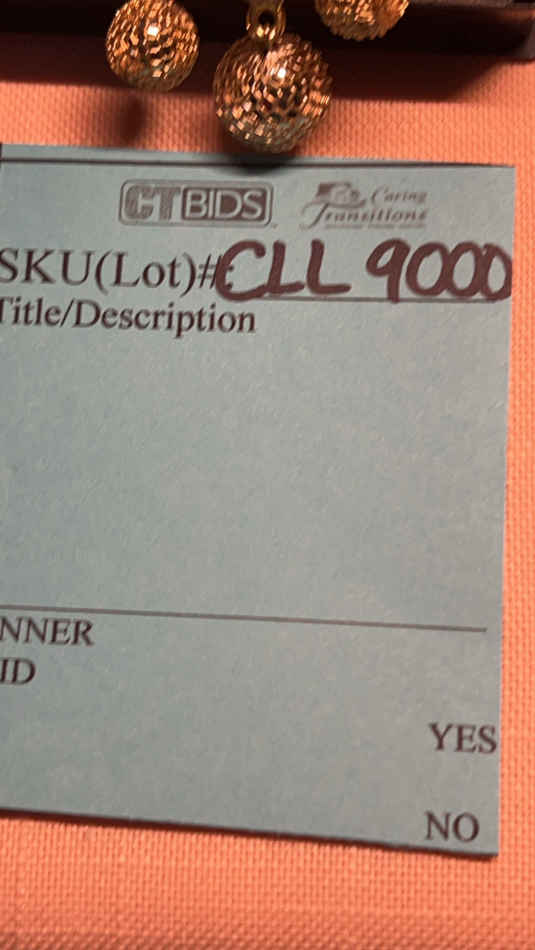 CTBIDS Caring Transitions
SKU(Lot)#: CLL 9000
Title/Description
NNER
ID
YES
NO